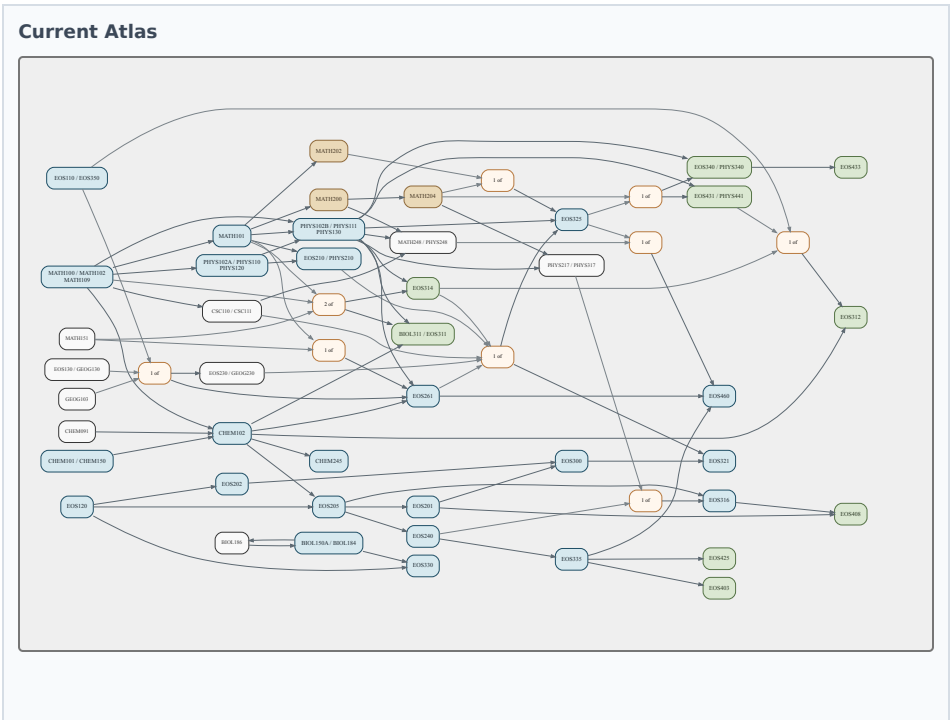 Current Atlas
MATH202
EOS110 / EOS350
MATH200
MATH204
1 of
EOS340 / PHYS340
EOS433
1 of
EOS431 / PHYS441
MATH101
PHYS102B / PHYS111
PHYS130
EOS325
MATH248 / PHYS248
1 of
1 of
PHYS102A / PHYS110
PHYS120
EOS210 / PHYS210
PHYS217 / PHYS317
MATH100 / MATH102
MATH109
EOS314
CSC110 / CSC111
2 of
EOS312
MATH151
BIOL311 / EOS311
1 of
1 of
EOS130 / GEOG130
1 of
EOS230 / GEOG230
GEOG103
EOS261
EOS460
CHEM091
CHEM102
CHEM101 / CHEM150
CHEM245
EOS300
EOS321
EOS202
EOS120
EOS205
EOS201
1 of
EOS316
EOS408
EOS240
BIOL186
BIOL150A / BIOL184
EOS335
EOS425
EOS330
EOS403